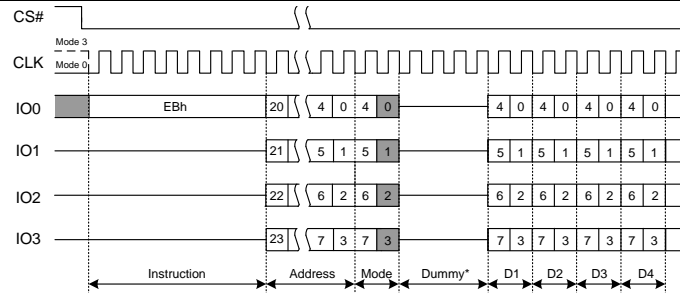 CS#
Mode 3
CLK Mode 0
IO0 EBh 20 4 0 4 0 4 0 4 0 4 0 4 0
IO1 21 5 1 5 1 5 1 5 1 5 1 5 1
IO2 22 6 2 6 2 6 2 6 2 6 2 6 2
IO3 23 7 3 7 3 7 3 7 3 7 3 7 3
Instruction Address Mode Dummy* D1 D2 D3 D4